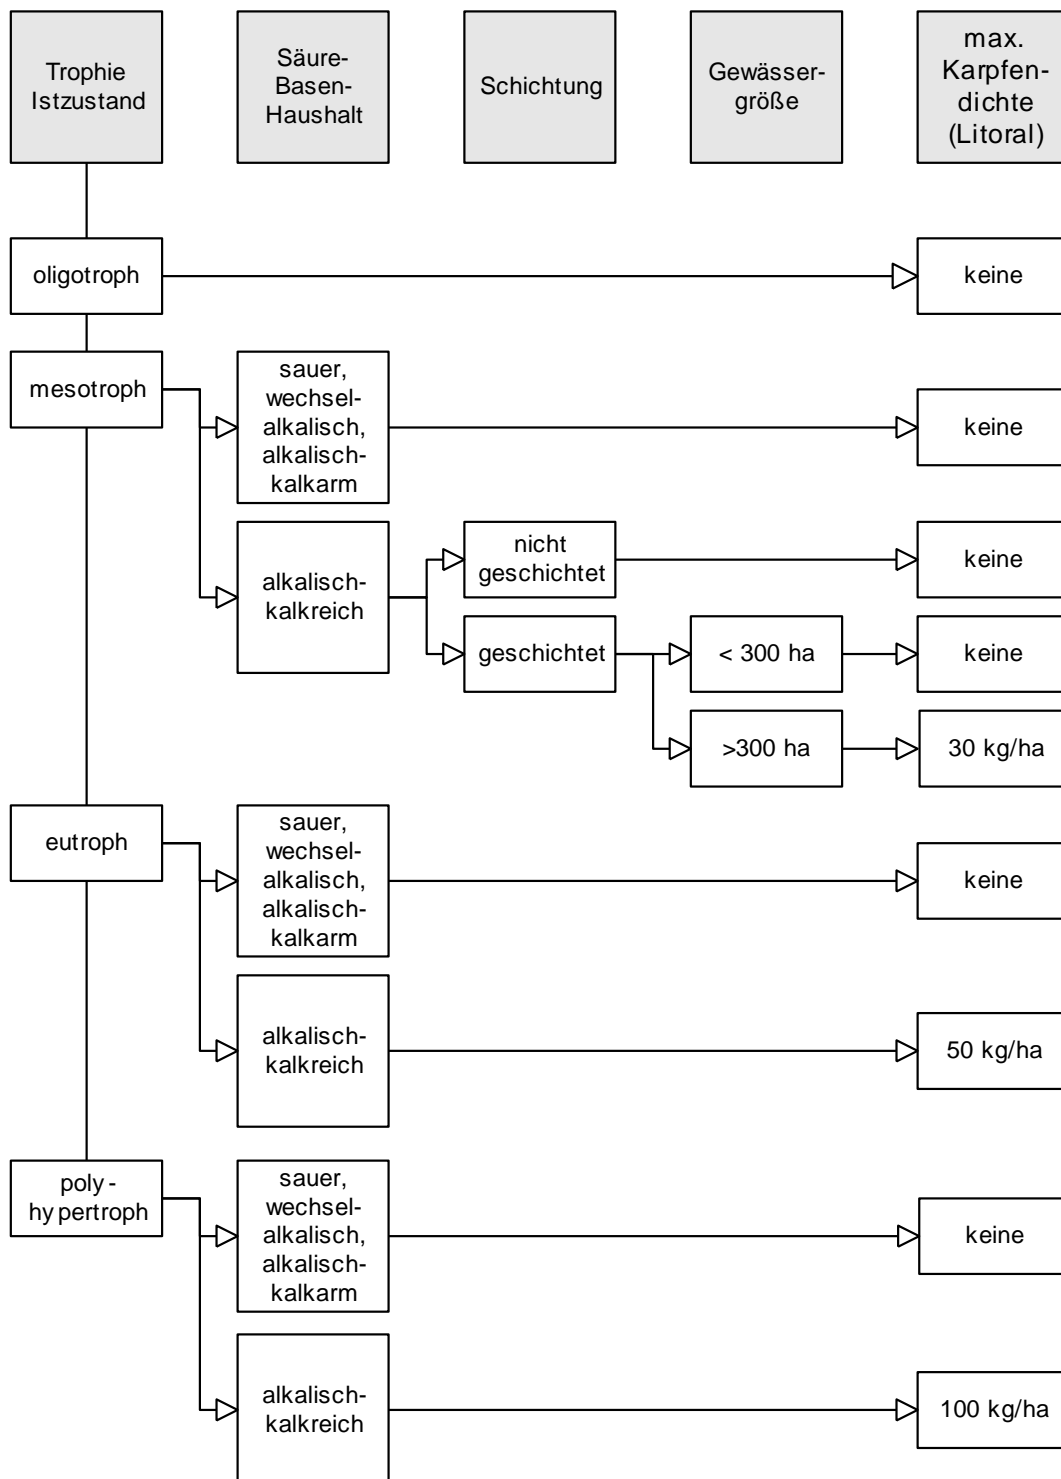 Trophie
Istzustand
Säure-
Basen-
Haushalt
Schichtung
Gewässer-
größe
max.
Karpfen-
dichte
(Litoral)
oligotroph
keine
mesotroph
sauer,
wechsel-
alkalisch,
alkalisch-
kalkarm
keine
alkalisch-
kalkreich
nicht
geschichtet
keine
geschichtet
< 300 ha
keine
>300 ha
30 kg/ha
eutroph
sauer,
wechsel-
alkalisch,
alkalisch-
kalkarm
keine
alkalisch-
kalkreich
50 kg/ha
poly-
hypertroph
sauer,
wechsel-
alkalisch,
alkalisch-
kalkarm
keine
alkalisch-
kalkreich
100 kg/ha